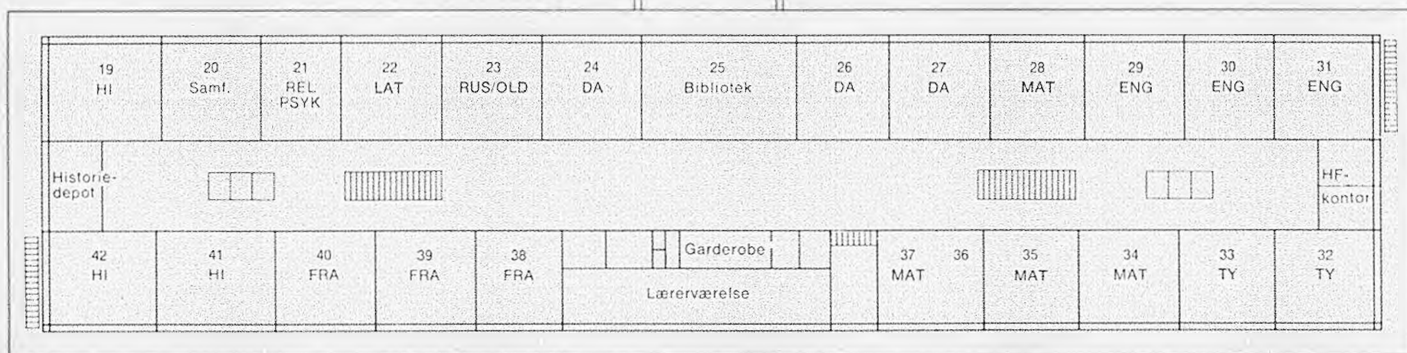 19
HI
20
Samf.
21
REL
PSYK
22
LAT
23
RUS/OLD
24
DA
25
Bibliotek
26
DA
27
DA
28
MAT
29
ENG
30
ENG
31
ENG
Historie-
depot
HF-
kontor
42
HI
41
HI
40
FRA
39
FRA
38
FRA
Garderobe
Lærerværelse
37
MAT
36
35
MAT
34
MAT
33
TY
32
TY